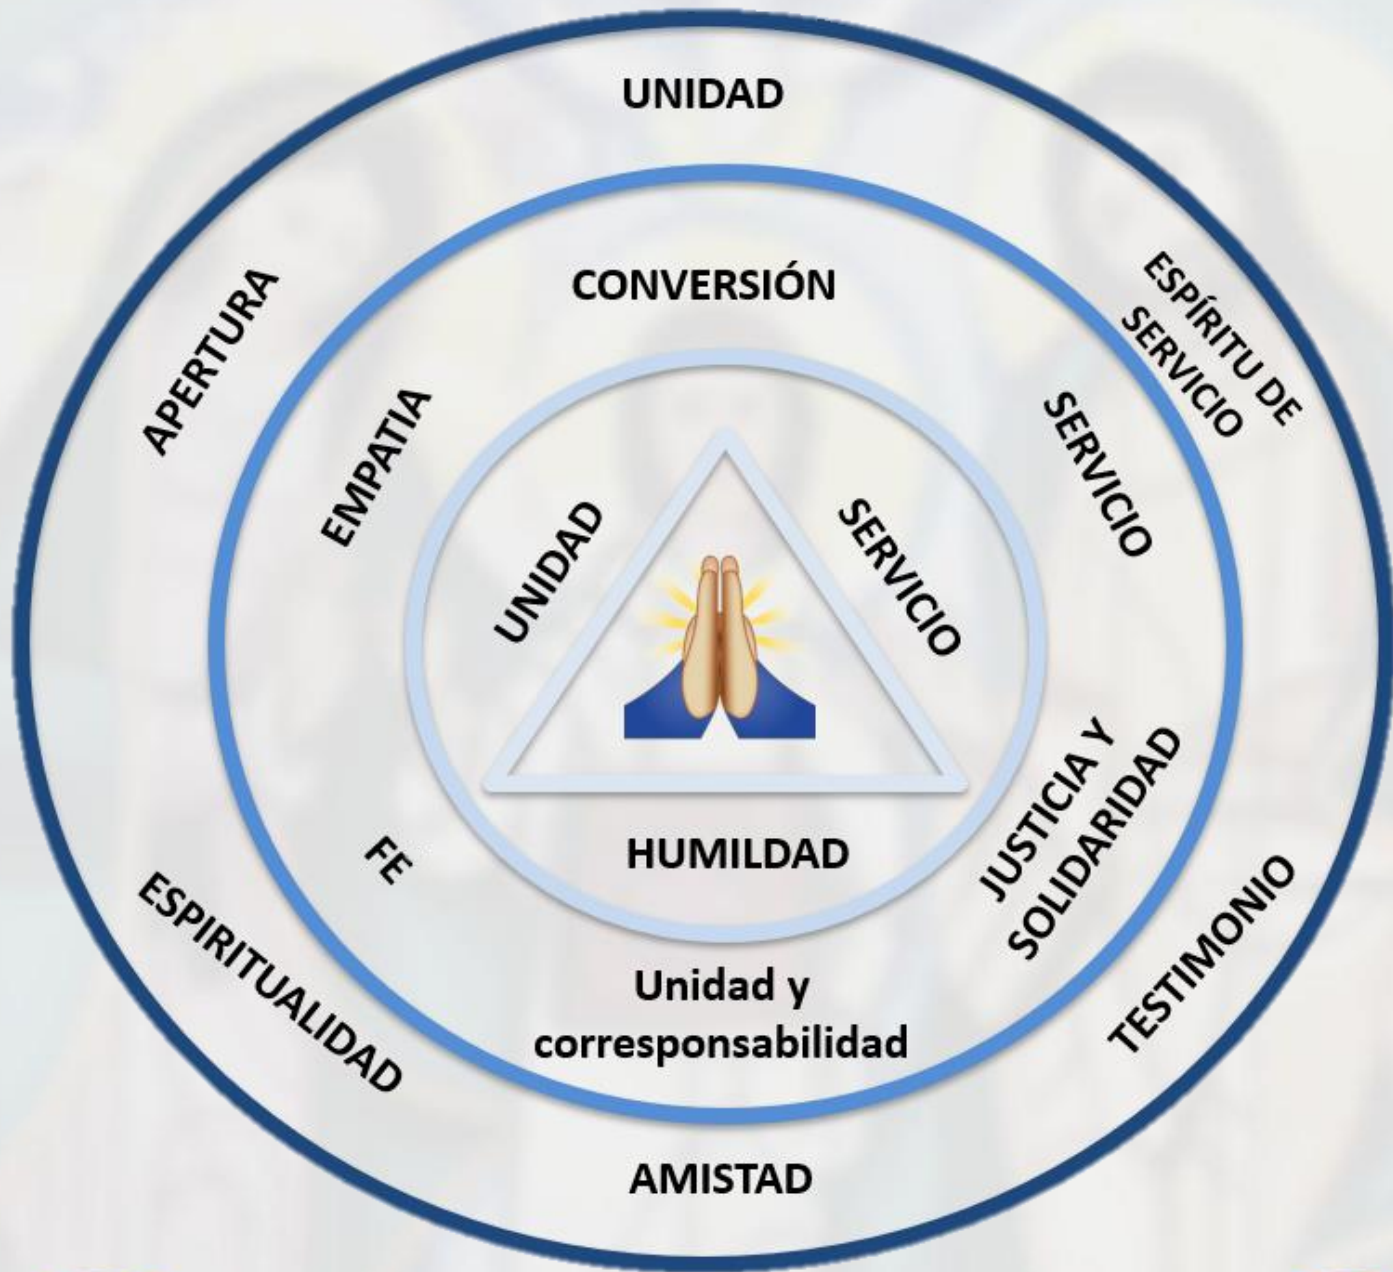 UNIDAD
ESPÍRITU DE
SERVICIO
TESTIMONIO
AMISTAD
ESPIRITUALIDAD
APERTURA
CONVERSIÓN
SERVICIO
JUSTICIA Y
SOLIDARIDAD
Unidad y
corresponsabilidad
FE
EMPATIA
UNIDAD
SERVICIO
HUMILDAD